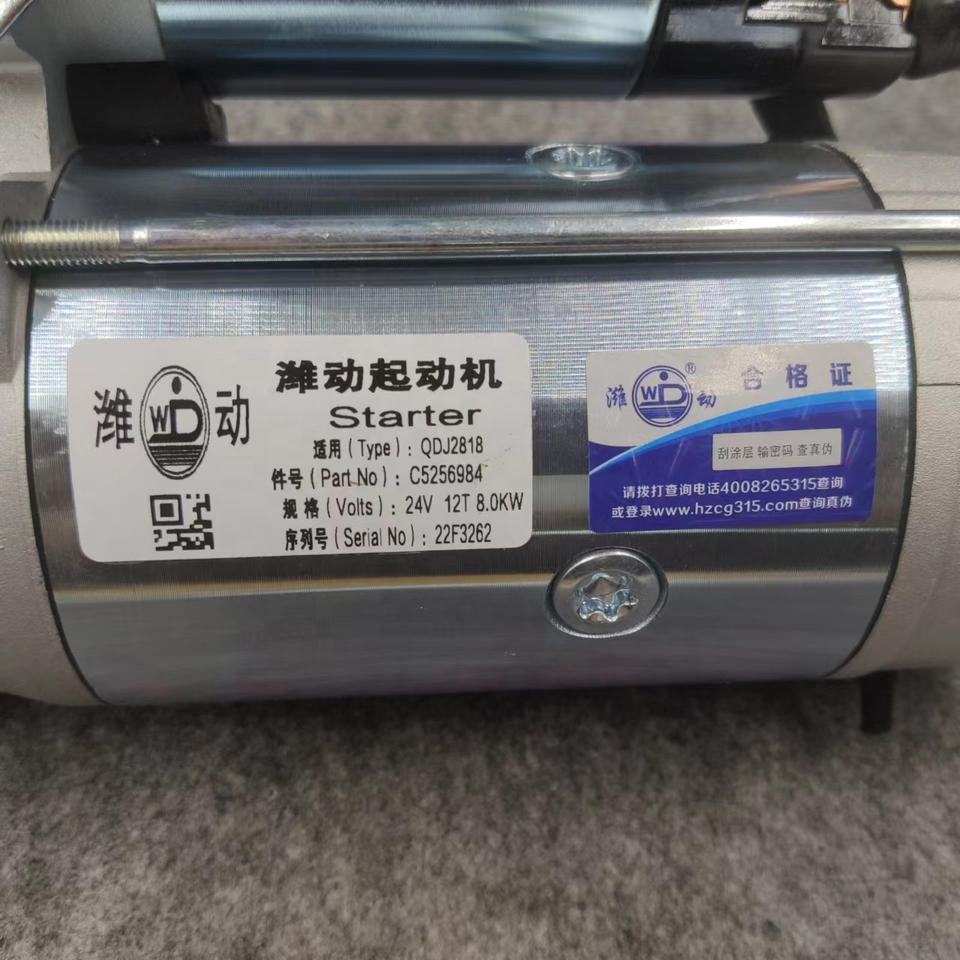 潍 WD 动
潍动起动机
Starter
适用(Type): QDJ2818
件号(Part No): C5256984
规格(Volts): 24V 12T 8.0KW
序列号(Serial No): 22F3262
潍 WD® 动 合格证
刮涂层 输密码 查真伪
请拨打查询电话4008265315查询
或登录www.hzcg315.com查询真伪